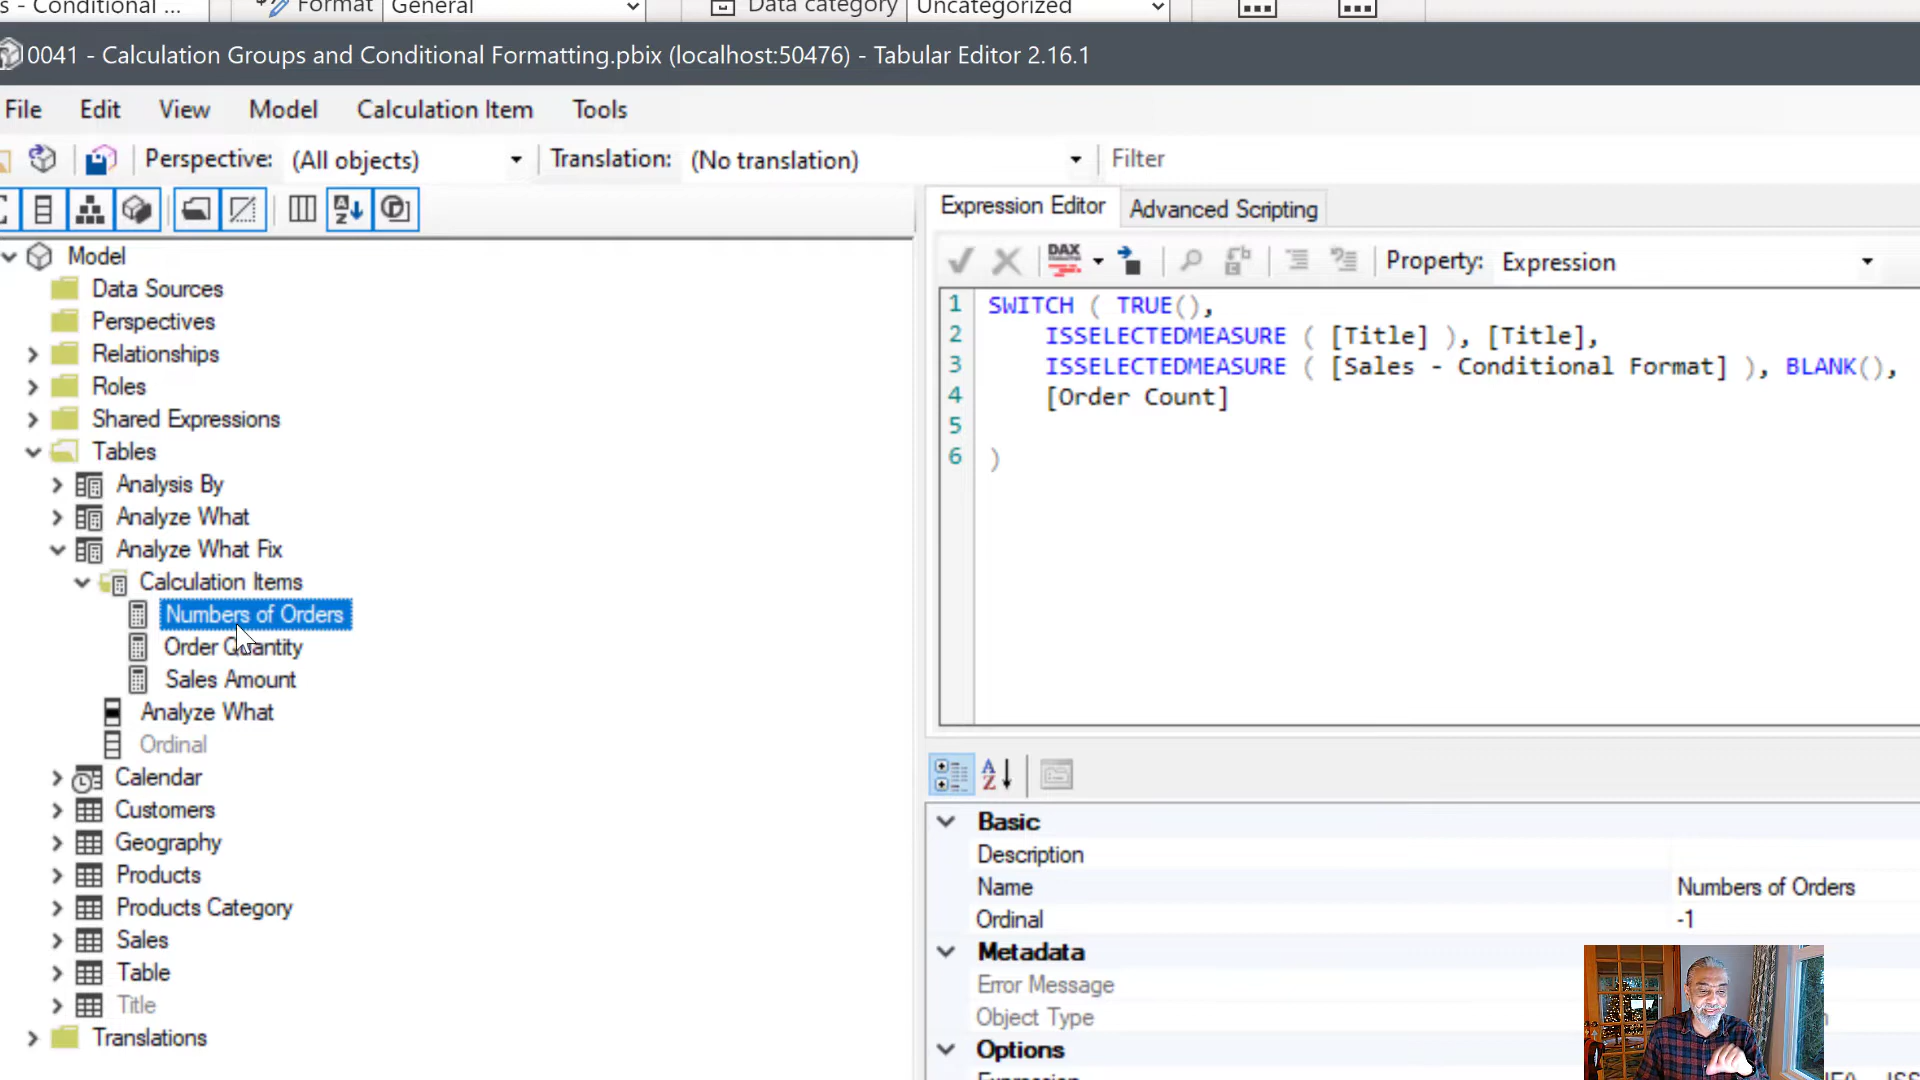 s - Conditional ...
Format
General
Data category
Uncategorized
0041 - Calculation Groups and Conditional Formatting.pbix (localhost:50476) - Tabular Editor 2.16.1
File Edit View Model Calculation Item Tools
Perspective: (All objects) Translation: (No translation) Filter
Expression Editor Advanced Scripting
DAX Property: Expression
Model
Data Sources
Perspectives
Relationships
Roles
Shared Expressions
Tables
Analysis By
Analyze What
Analyze What Fix
Calculation Items
Numbers of Orders
Order Quantity
Sales Amount
Analyze What
Ordinal
Calendar
Customers
Geography
Products
Products Category
Sales
Table
Title
Translations
1 SWITCH ( TRUE(),
2 ISSELECTEDMEASURE ( [Title] ), [Title],
3 ISSELECTEDMEASURE ( [Sales - Conditional Format] ), BLANK(),
4 [Order Count]
5
6 )
Basic
Description
Name Numbers of Orders
Ordinal -1
Metadata
Error Message
Object Type
Options